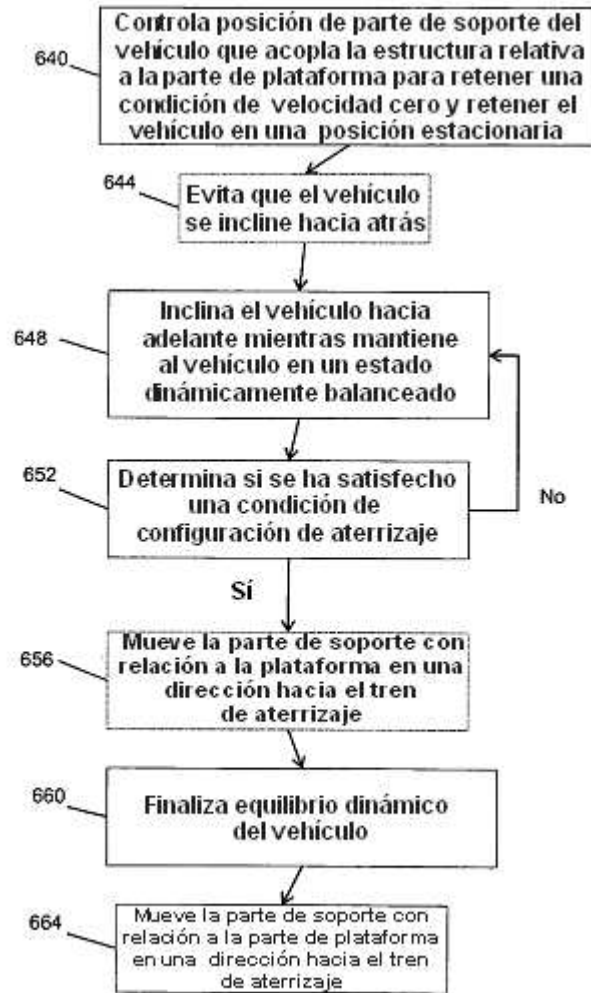 640
Controla posición de parte de soporte del
vehículo que acopla la estructura relativa
a la parte de plataforma para retener una
condición de velocidad cero y retener el
vehículo en una posición estacionaria
644
Evita que el vehículo
se incline hacia atrás
648
Inclina el vehículo hacia
adelante mientras mantiene
al vehículo en un estado
dinámicamente balanceado
652
Determina si se ha satisfecho
una condición de
configuración de aterrizaje
No
Sí
656
Mueve la parte de soporte con
relación a la plataforma en una
dirección hacia el tren
de aterrizaje
660
Finaliza equilibrio dinámico
del vehículo
664
Mueve la parte de soporte con
relación a la parte de plataforma
en una dirección hacia el tren
de aterrizaje